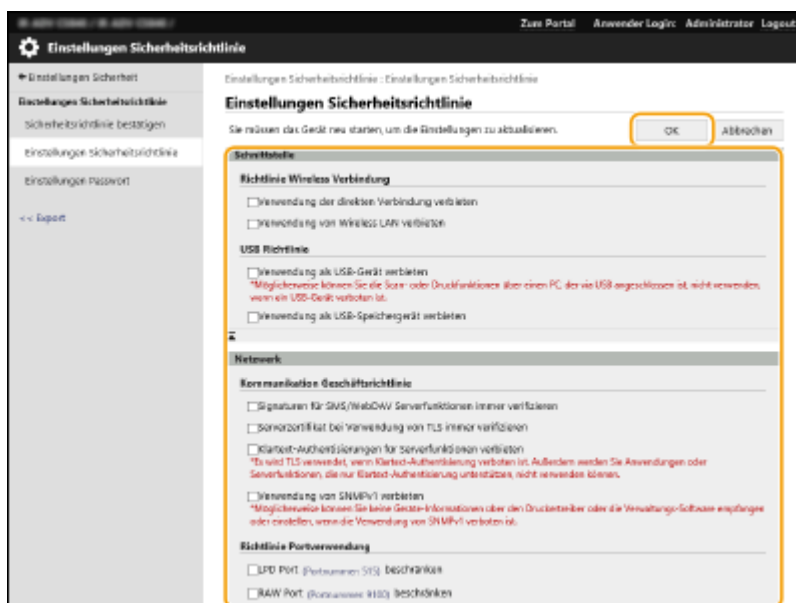 Zum Portal Anwender Login: Administrator Logout
Einstellungen Sicherheitsrichtlinie
Einstellungen Sicherheit
Einstellungen Sicherheitsrichtlinie
Sicherheitsrichtlinie bestätigen
Einstellungen Sicherheitsrichtlinie
Einstellungen Passwort
<< Export
Einstellungen Sicherheitsrichtlinie : Einstellungen Sicherheitsrichtlinie
Einstellungen Sicherheitsrichtlinie
Sie müssen das Gerät neu starten, um die Einstellungen zu aktualisieren.
OK
Abbrechen
Schnittstelle
Richtlinie Wireless Verbindung
Verwendung der direkten Verbindung verbieten
Verwendung von Wireless LAN verbieten
USB Richtlinie
Verwendung als USB-Gerät verbieten
*Möglicherweise können Sie die Scan- oder Druckfunktionen über einen PC, der via USB angeschlossen ist, nicht verwenden,
wenn ein USB-Gerät verboten ist.
Verwendung als USB-Speichergerät verbieten
Netzwerk
Kommunikation Geschäftsrichtlinie
Signaturen für SMS/WebDAV Serverfunktionen immer verifizieren
Serverzertifikat bei Verwendung von TLS immer verifizieren
Klartext-Authentisierungen für Serverfunktionen verbieten
*Es wird TLS verwendet, wenn Klartext-Authentisierung verboten ist. Außerdem werden Sie Anwendungen oder
Serverfunktionen, die nur Klartext-Authentisierung unterstützen, nicht verwenden können.
Verwendung von SNMPv1 verbieten
*Möglicherweise können Sie keine Geräte-Informationen über den Druckertreiber oder die Verwaltungs-Software empfangen
oder einstellen, wenn die Verwendung von SNMPv1 verboten ist.
Richtlinie Portverwendung
LPD Port (Portnummer: 515) beschränken
RAW Port (Portnummer: 9100) beschränken